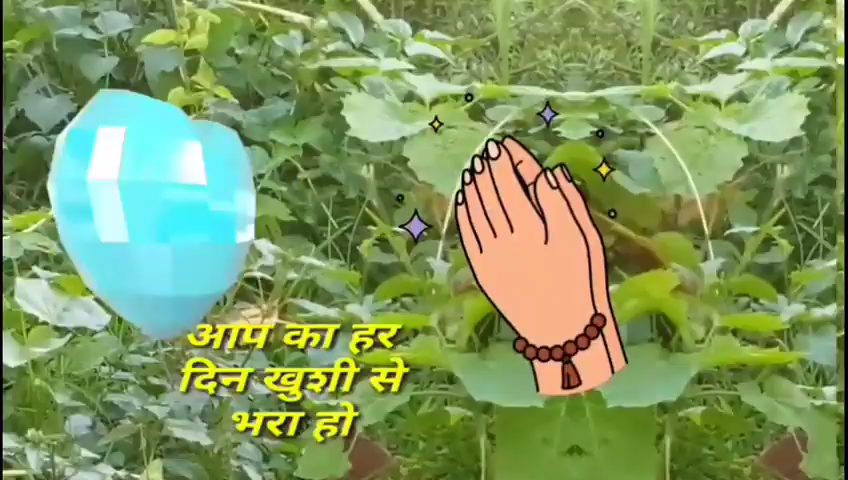 आप का हर
दिन खुशी से
भरा हो